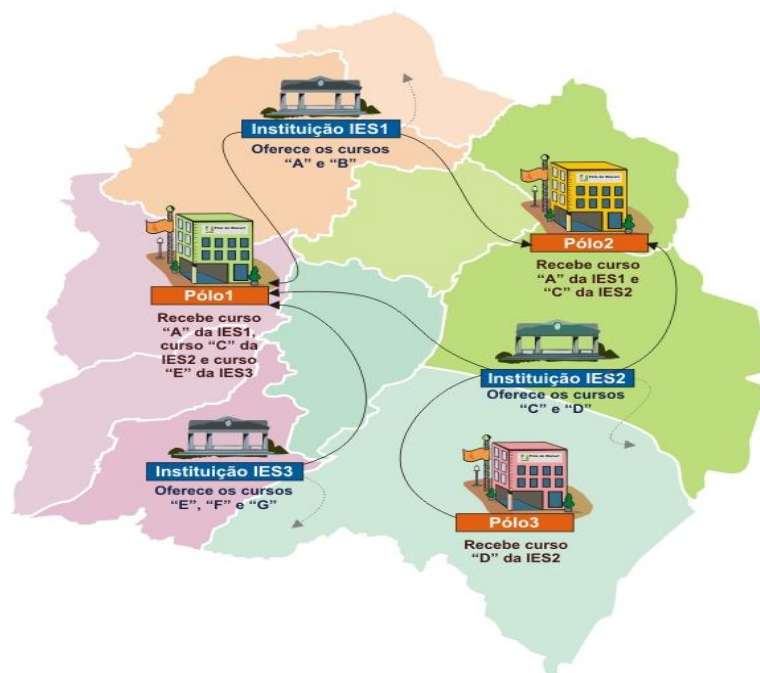 Instituição IES1
Oferece os cursos
“A” e “B”
Pólo2
Recebe curso
“A” da IES1 e
“C” da IES2
Pólo1
Recebe curso
“A” da IES1,
curso “C” da
IES2 e curso
“E” da IES3
Instituição IES2
Oferece os cursos
“C” e “D”
Instituição IES3
Oferece os cursos
“E”, “F” e “G”
Pólo3
Recebe curso
“D” da IES2